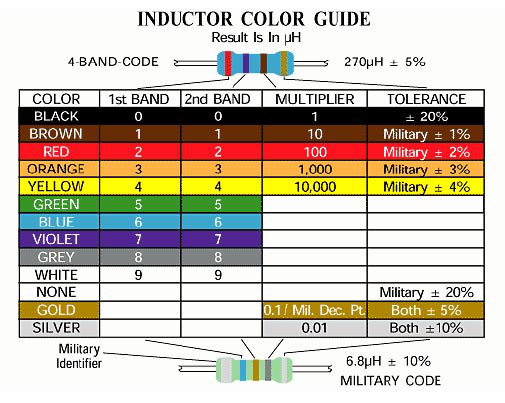 INDUCTOR COLOR GUIDE
Result Is In µH
4-BAND-CODE 270µH ± 5%
COLOR 1st BAND 2nd BAND MULTIPLIER TOLERANCE
BLACK 0 0 1 ± 20%
BROWN 1 1 10 Military ± 1%
RED 2 2 100 Military ± 2%
ORANGE 3 3 1,000 Military ± 3%
YELLOW 4 4 10,000 Military ± 4%
GREEN 5 5
BLUE 6 6
VIOLET 7 7
GREY 8 8
WHITE 9 9
NONE Military ± 20%
GOLD 0.1/ Mil. Dec. Pt. Both ± 5%
SILVER 0.01 Both ±10%
Military
Identifier
6.8µH ± 10%
MILITARY CODE